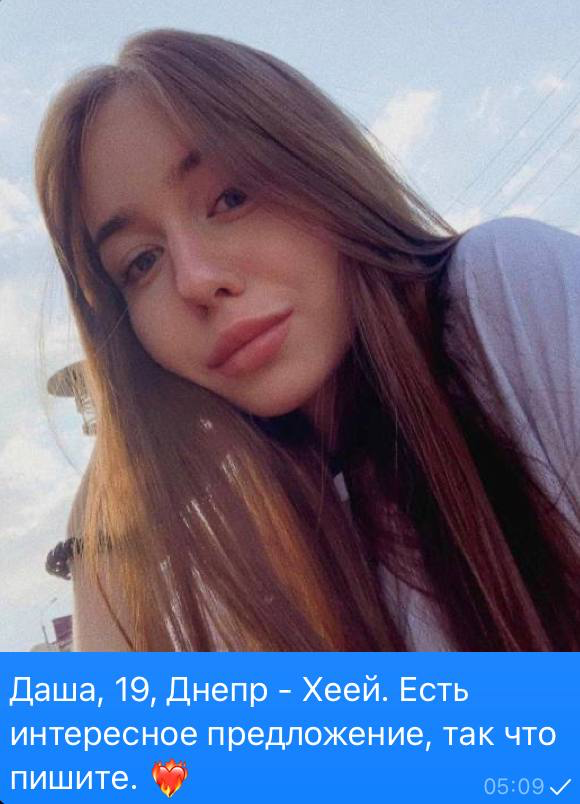 Даша, 19, Днепр - Хеей. Есть
интересное предложение, так что
пишите. ❤️‍🔥
05:09